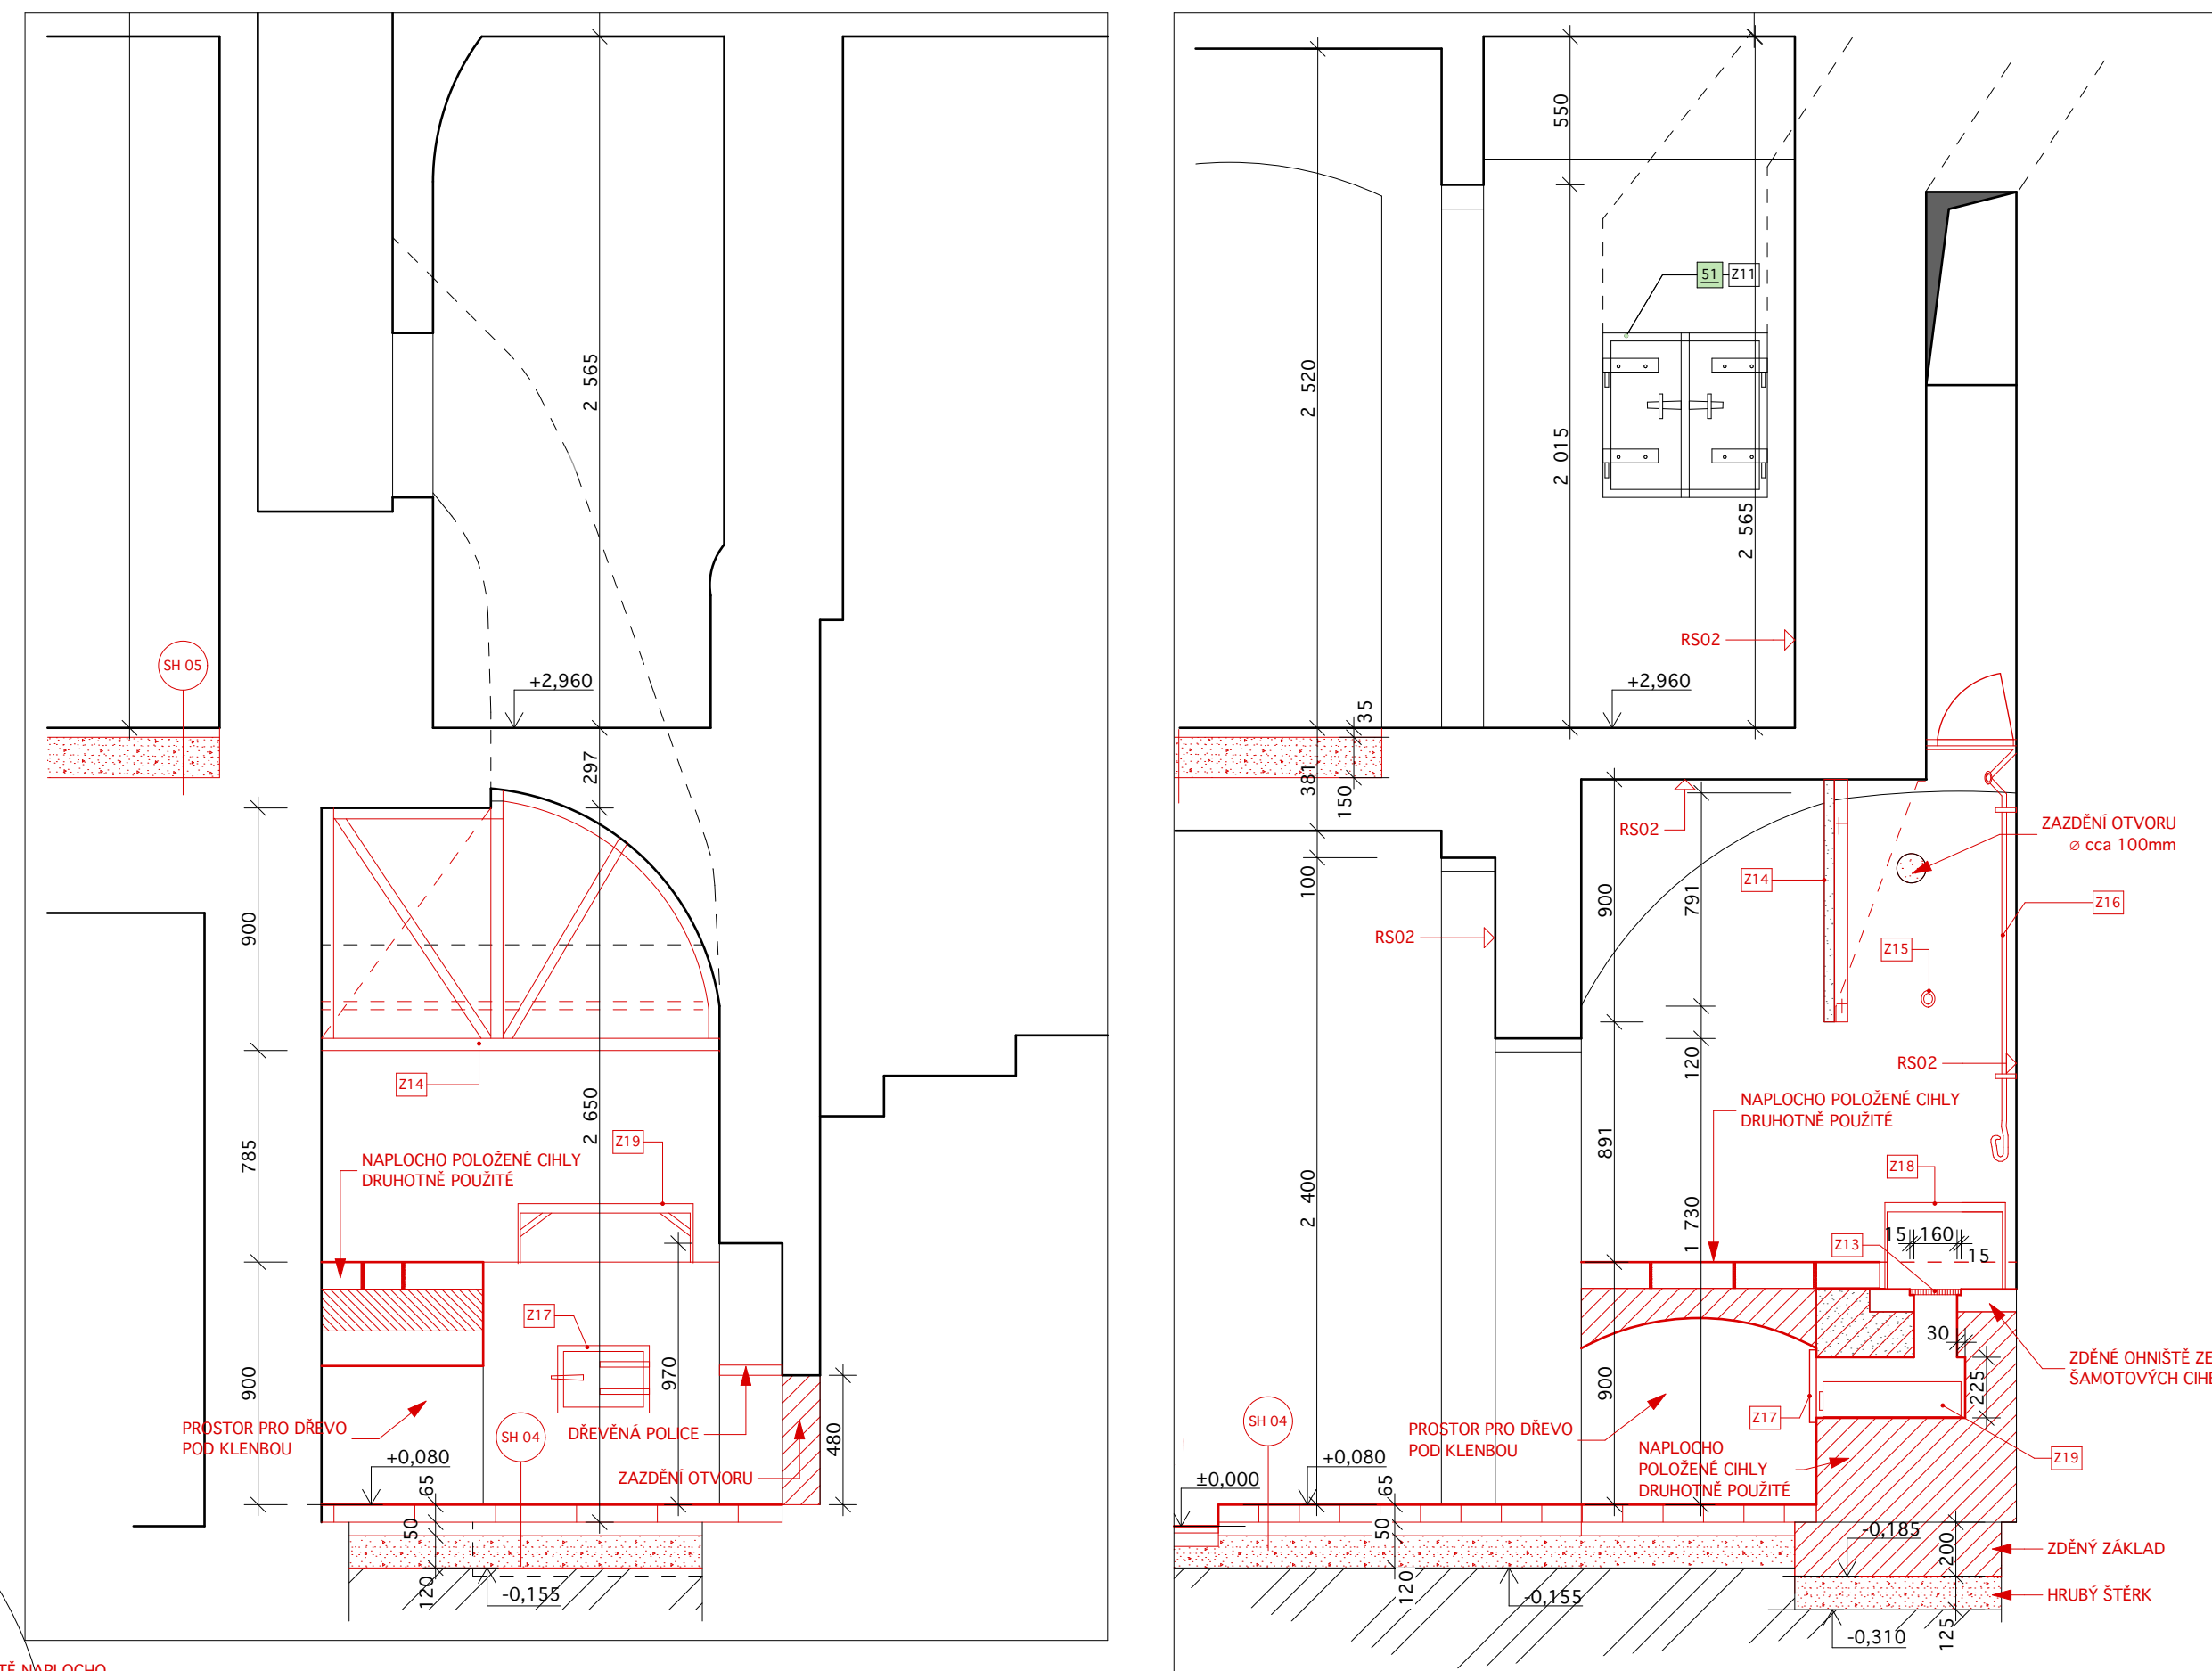 2 565
SH 05
+2,960
297
900
Z14
2 650
785
Z19
NAPLOCHO POLOŽENÉ CIHLY
DRUHOTNĚ POUŽITÉ
Z17
970
900
PROSTOR PRO DŘEVO
POD KLENBOU
SH 04
DŘEVĚNÁ POLICE
480
ZAZDĚNÍ OTVORU
+0,080
65
50
120
-0,155
NAPLOCHO
550
S1
Z11
2 520
2 015
2 565
RS02
+2,960
35
381
150
RS02
ZAZDĚNÍ OTVORU
⌀ cca 100mm
100
900
791
Z14
Z16
RS02
Z15
120
RS02
NAPLOCHO POLOŽENÉ CIHLY
DRUHOTNĚ POUŽITÉ
891
Z18
2 400
1 730
15
160
15
Z13
30
ZDĚNÉ OHNIŠTĚ ZE
ŠAMOTOVÝCH
900
225
SH 04
Z17
PROSTOR PRO DŘEVO
POD KLENBOU
NAPLOCHO
POLOŽENÉ CIHLY
DRUHOTNĚ POUŽITÉ
Z19
+0,080
±0,000
65
50
120
-0,185
200
ZDĚNÝ ZÁKLAD
-0,155
HRUBÝ ŠTĚRK
-0,310
125